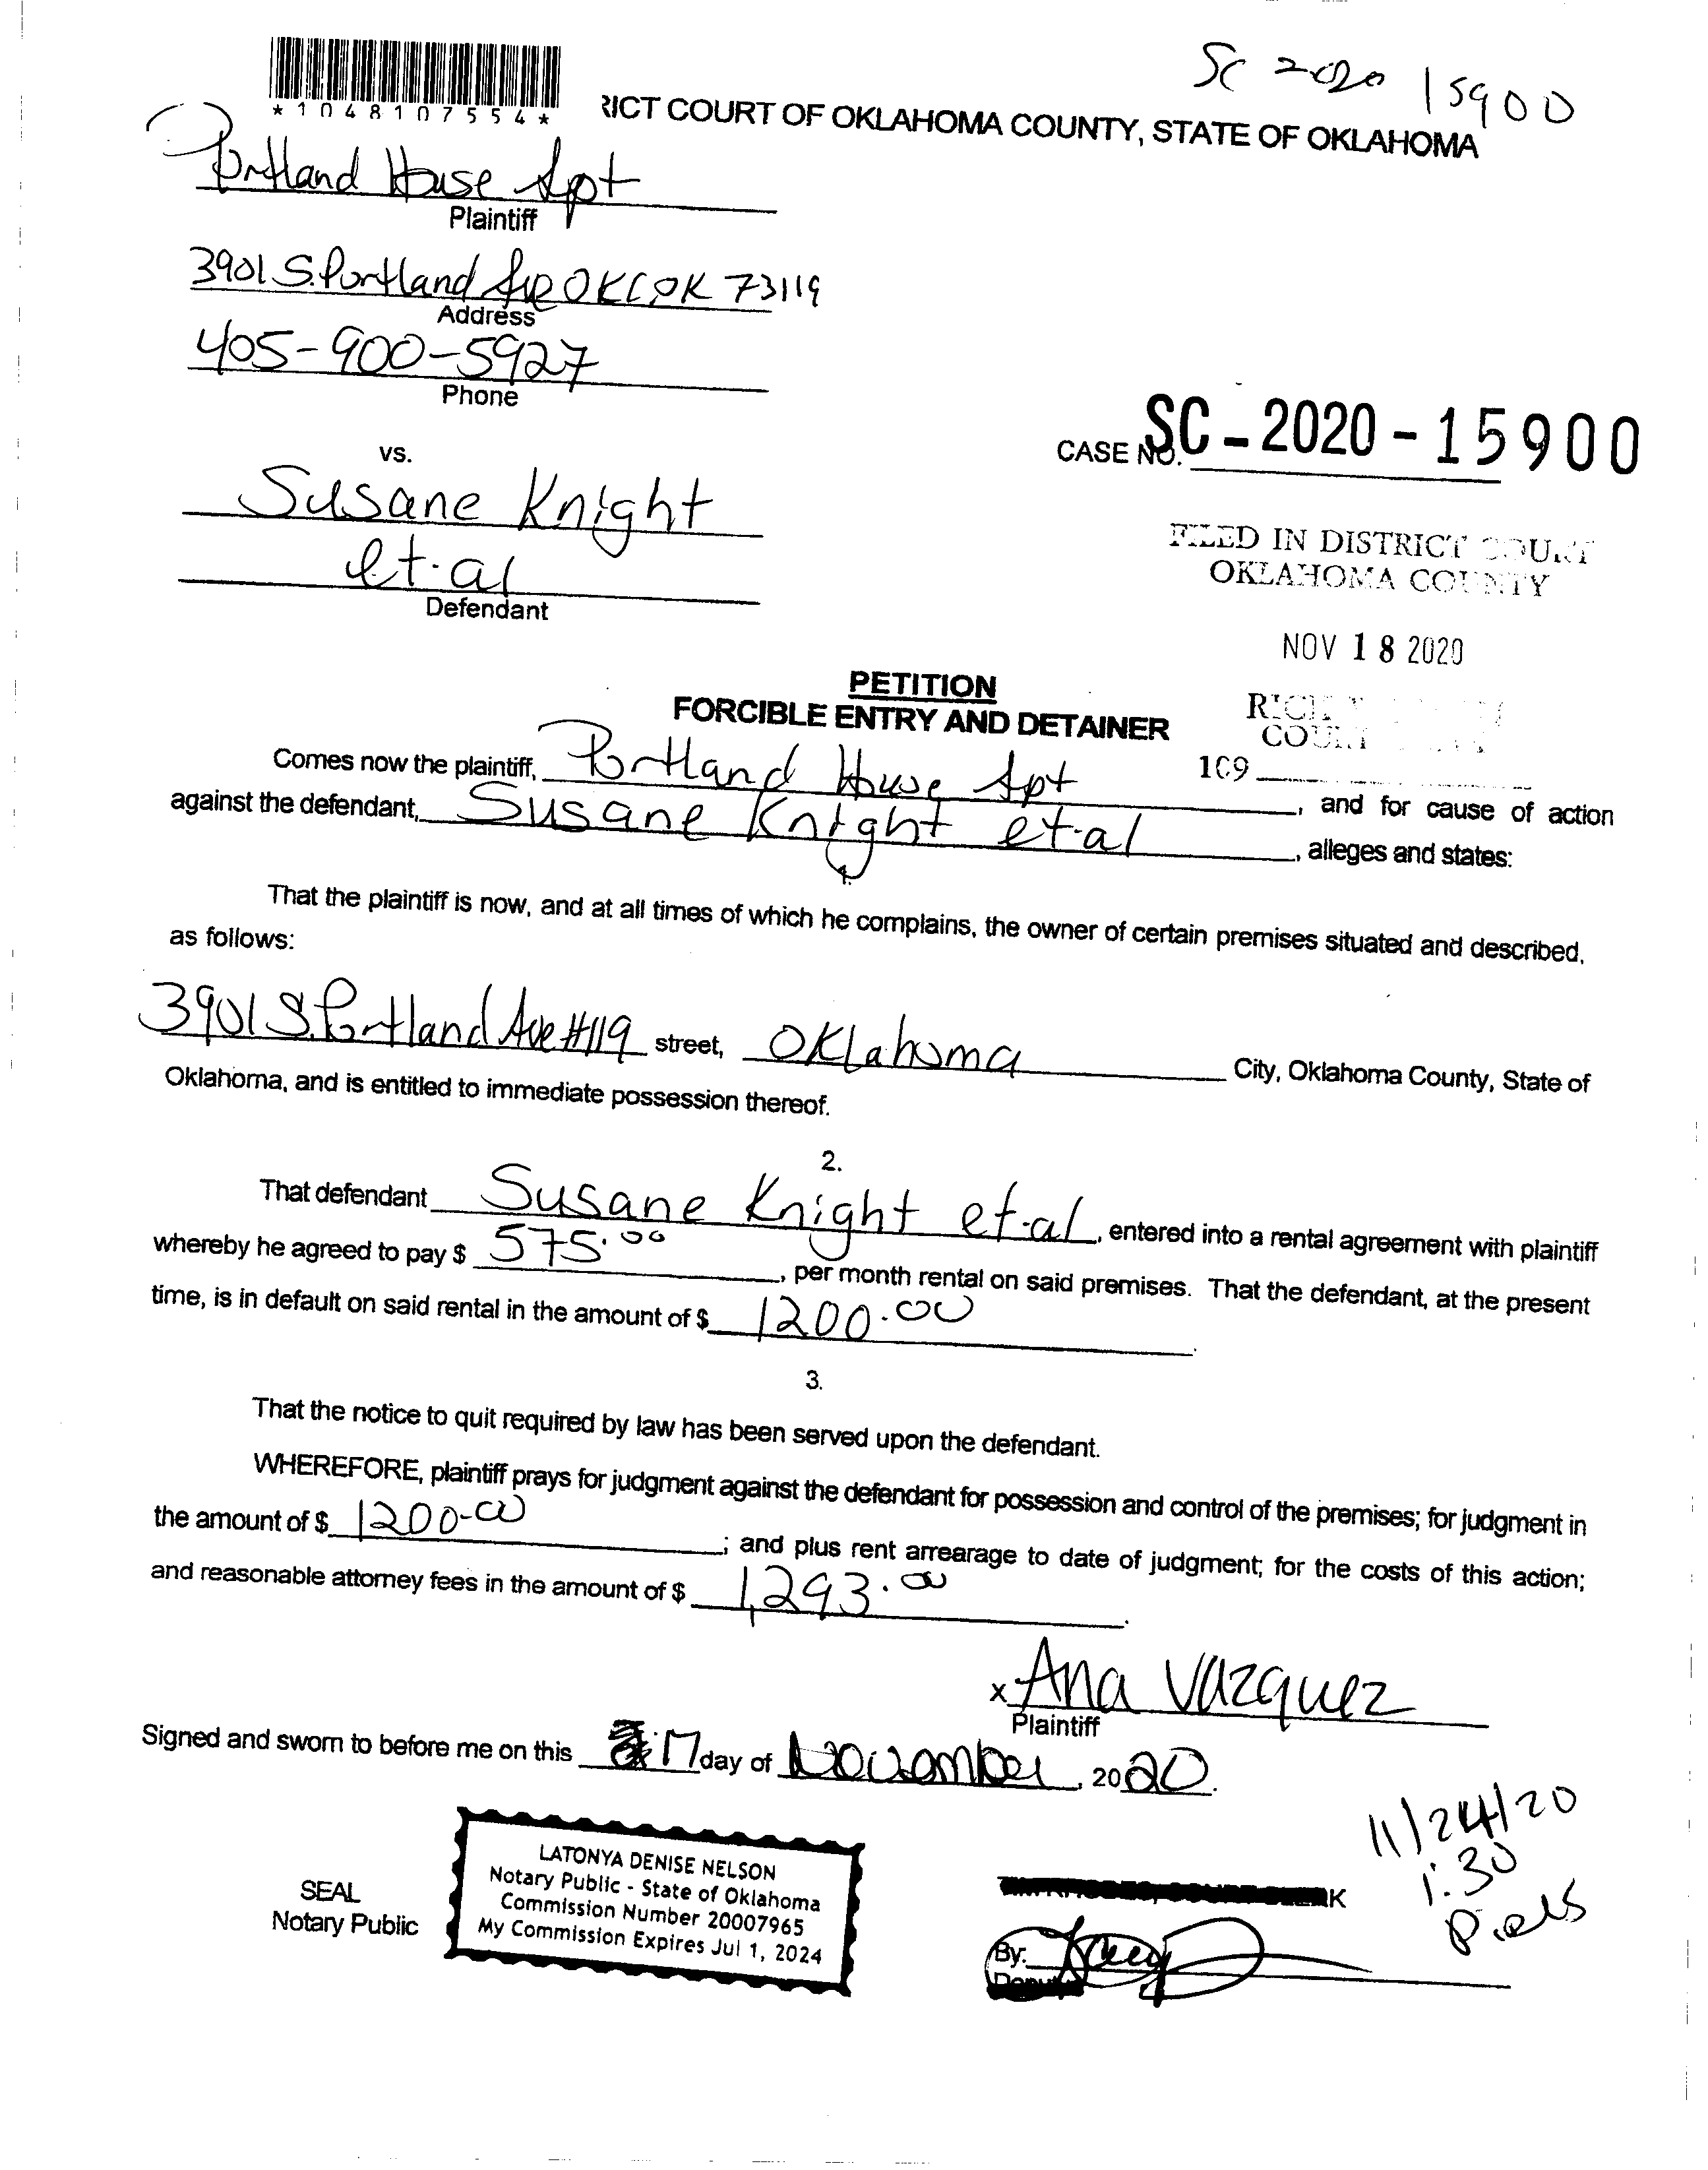 SC 2020 15900
*1048107554*
RICT COURT OF OKLAHOMA COUNTY, STATE OF OKLAHOMA
Portland House Apt
Plaintiff
3901 S. Portland Ave OKC OK 73119
Address
405-900-5927
Phone
vs.
CASE NO. SC-2020-15900
Susane Knight
et-al
Defendant
FILED IN DISTRICT COURT
OKLAHOMA COUNTY
NOV 18 2020
PETITION
FORCIBLE ENTRY AND DETAINER
COURT
109
Comes now the plaintiff, Portland House Apt, and for cause of action
against the defendant, Susane Knight et-al, alleges and states:
1.
That the plaintiff is now, and at all times of which he complains, the owner of certain premises situated and described,
as follows:
3901 S. Portland Ave #119 street, Oklahoma City, Oklahoma County, State of
Oklahoma, and is entitled to immediate possession thereof.
2.
That defendant Susane Knight et-al, entered into a rental agreement with plaintiff
whereby he agreed to pay $ 575.00, per month rental on said premises. That the defendant, at the present
time, is in default on said rental in the amount of $ 1200.00.
3.
That the notice to quit required by law has been served upon the defendant.
WHEREFORE, plaintiff prays for judgment against the defendant for possession and control of the premises; for judgment in
the amount of $ 1200-00; and plus rent arrearage to date of judgment; for the costs of this action;
and reasonable attorney fees in the amount of $ 1,293.00.
x Ana Vazquez
Plaintiff
Signed and sworn to before me on this 17 day of November, 2020.
11/24/20
1:30
SEAL
Notary Public
LATONYA DENISE NELSON
Notary Public - State of Oklahoma
Commission Number 20007965
My Commission Expires Jul 1, 2024
By:
Deputy